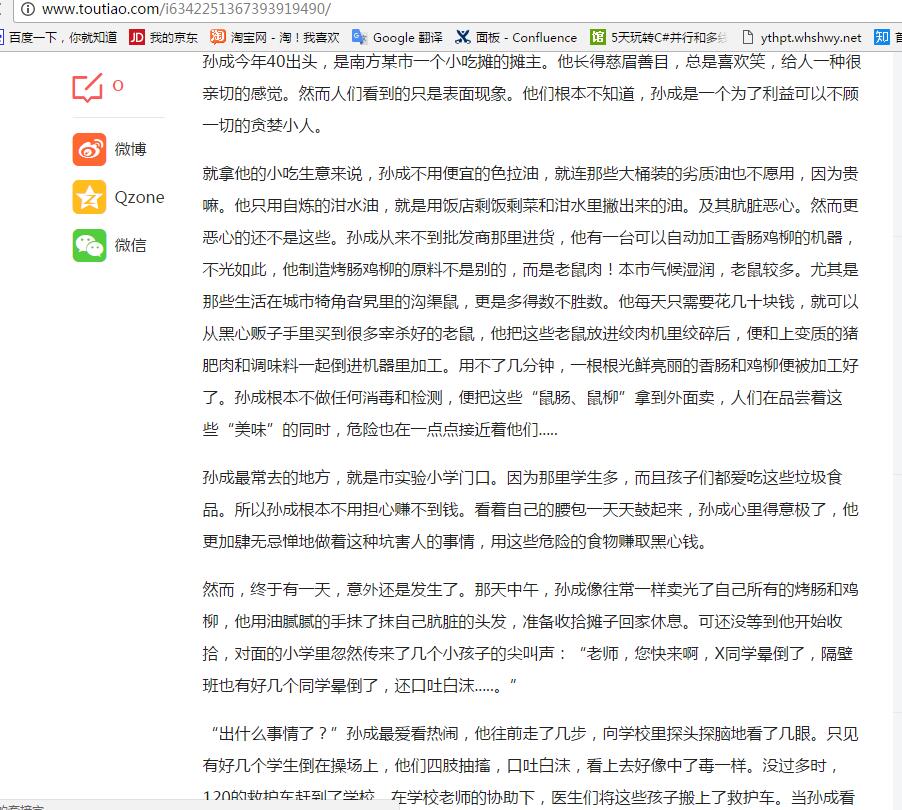 www.toutiao.com/i6342251367393919490/
百度一下，你就知道 JD 我的京东 淘 淘宝网 - 淘！我喜欢 Google 翻译 面板 - Confluence 馆 5天玩转C#并行和多线 ythpt.whshwy.net 知 首
孙成今年40出头，是南方某市一个小吃摊的摊主。他长得慈眉善目，总是喜欢笑，给人一种很
0
亲切的感觉。然而人们看到的只是表面现象。他们根本不知道，孙成是一个为了利益可以不顾
一切的贪婪小人。
微博
就拿他的小吃生意来说，孙成不用便宜的色拉油，就连那些大桶装的劣质油也不愿用，因为贵
Qzone
嘛。他只用自炼的泔水油，就是用饭店剩饭剩菜和泔水里撇出来的油。及其肮脏恶心。然而更
微信
恶心的还不是这些。孙成从来不到批发商那里进货，他有一台可以自动加工香肠鸡柳的机器，
不光如此，他制造烤肠鸡柳的原料不是别的，而是老鼠肉！本市气候湿润，老鼠较多。尤其是
那些生活在城市犄角旮旯里的沟渠鼠，更是多得数不胜数。他每天只需要花几十块钱，就可以
从黑心贩子手里买到很多宰杀好的老鼠，他把这些老鼠放进绞肉机里绞碎后，便和上变质的猪
肥肉和调味料一起倒进机器里加工。用不了几分钟，一根根光鲜亮丽的香肠和鸡柳便被加工好
了。孙成根本不做任何消毒和检测，便把这些“鼠肠、鼠柳”拿到外面卖，人们在品尝着这
些“美味”的同时，危险也在一点点接近着他们.....
孙成最常去的地方，就是市实验小学门口。因为那里学生多，而且孩子们都爱吃这些垃圾食
品。所以孙成根本不用担心赚不到钱。看着自己的腰包一天天鼓起来，孙成心里得意极了，他
更加肆无忌惮地做着这种坑害人的事情，用这些危险的食物赚取黑心钱。
然而，终于有一天，意外还是发生了。那天中午，孙成像往常一样卖光了自己所有的烤肠和鸡
柳，他用油腻腻的手抹了抹自己肮脏的头发，准备收拾摊子回家休息。可还没等到他开始收
拾，对面的小学里忽然传来了几个小孩子的尖叫声：“老师，您快来啊，X同学晕倒了，隔壁
班也有好几个同学晕倒了，还口吐白沫.....。”
“出什么事情了？”孙成最爱看热闹，他往前走了几步，向学校里探头探脑地看了几眼。只见
有好几个学生倒在操场上，他们四肢抽搐，口吐白沫，看上去好像中了毒一样。没过多时，
120的救护车赶到了学校，在学校老师的协助下，医生们将这些孩子搬上了救护车。当孙成看